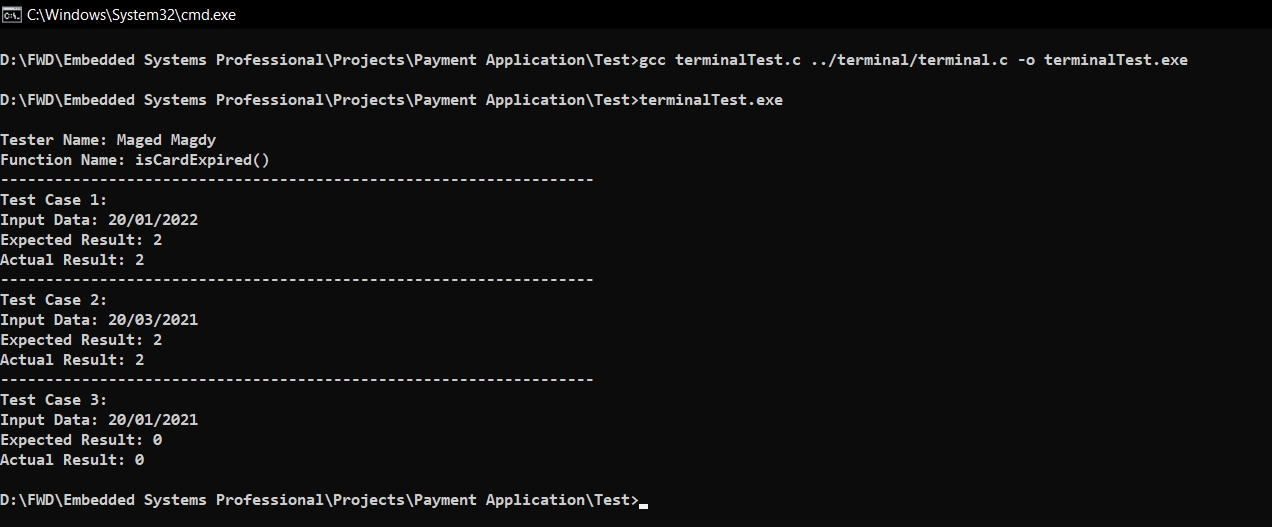 C:\Windows\System32\cmd.exe
D:\FWD\Embedded Systems Professional\Projects\Payment Application\Test>gcc terminalTest.c ../terminal/terminal.c -o terminalTest.exe
D:\FWD\Embedded Systems Professional\Projects\Payment Application\Test>terminalTest.exe
Tester Name: Maged Magdy
Function Name: isCardExpired()
------------------------------------------------------------------
Test Case 1:
Input Data: 20/01/2022
Expected Result: 2
Actual Result: 2
------------------------------------------------------------------
Test Case 2:
Input Data: 20/03/2021
Expected Result: 2
Actual Result: 2
------------------------------------------------------------------
Test Case 3:
Input Data: 20/01/2021
Expected Result: 0
Actual Result: 0
D:\FWD\Embedded Systems Professional\Projects\Payment Application\Test>